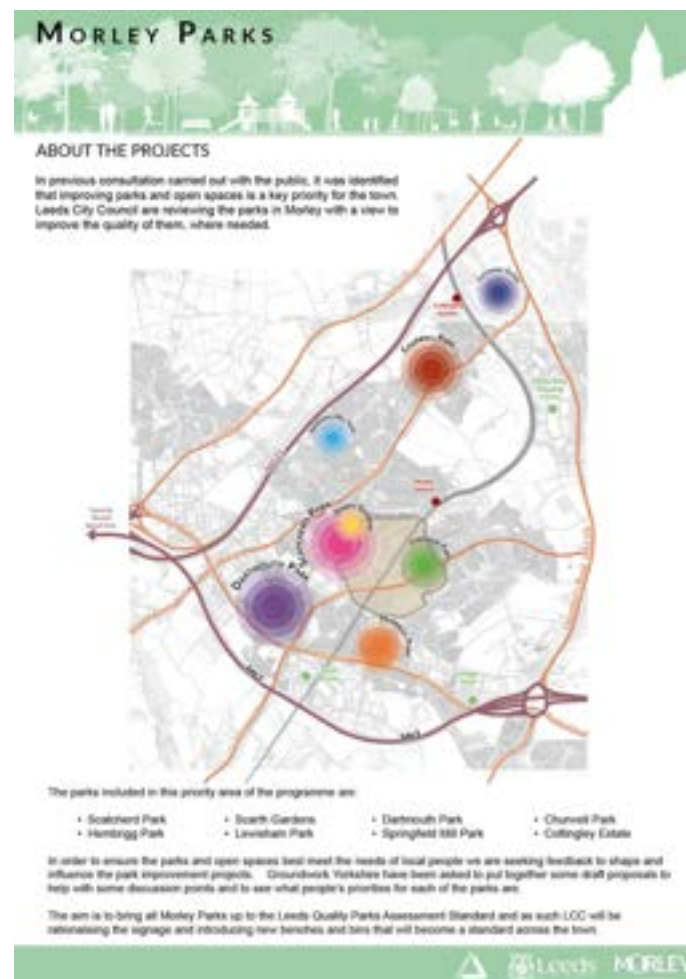 MORLEY PARKS
ABOUT THE PROJECTS
In previous consultation carried out with the public, it was identified
that improving parks and open spaces is a key priority for the town.
Leeds City Council are reviewing the parks in Morley with a view to
improve the quality of them, where needed.
Dartmouth Park
M62
M62
The parks included in this priority area of the programme are:
• Scatcherd Park
• Scarth Gardens
• Dartmouth Park
• Churwell Park
• Hembrigg Park
• Lewisham Park
• Springfield Mill Park
• Cottingley Estate
In order to ensure the parks and open spaces best meet the needs of local people we are seeking feedback to shape and
influence the park improvement projects. Groundwork Yorkshire have been asked to put together some draft proposals to
help with some discussion points and to see what people's priorities for each of the parks are.
The aim is to bring all Morley Parks up to the Leeds Quality Parks Assessment Standard and as such LCC will be
rationalising the signage and introducing new benches and bins that will become a standard across the town.
Leeds
MORLEY